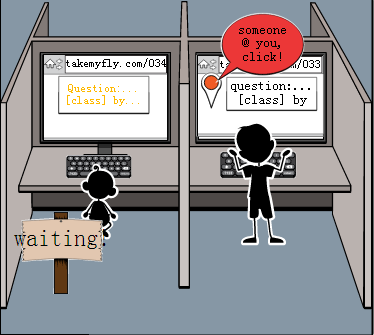 takemyfly.com/034
Question:...
[class] by...
someone
@ you,
click!
takemyfly.com/033
question:...
[class] by
waiting.